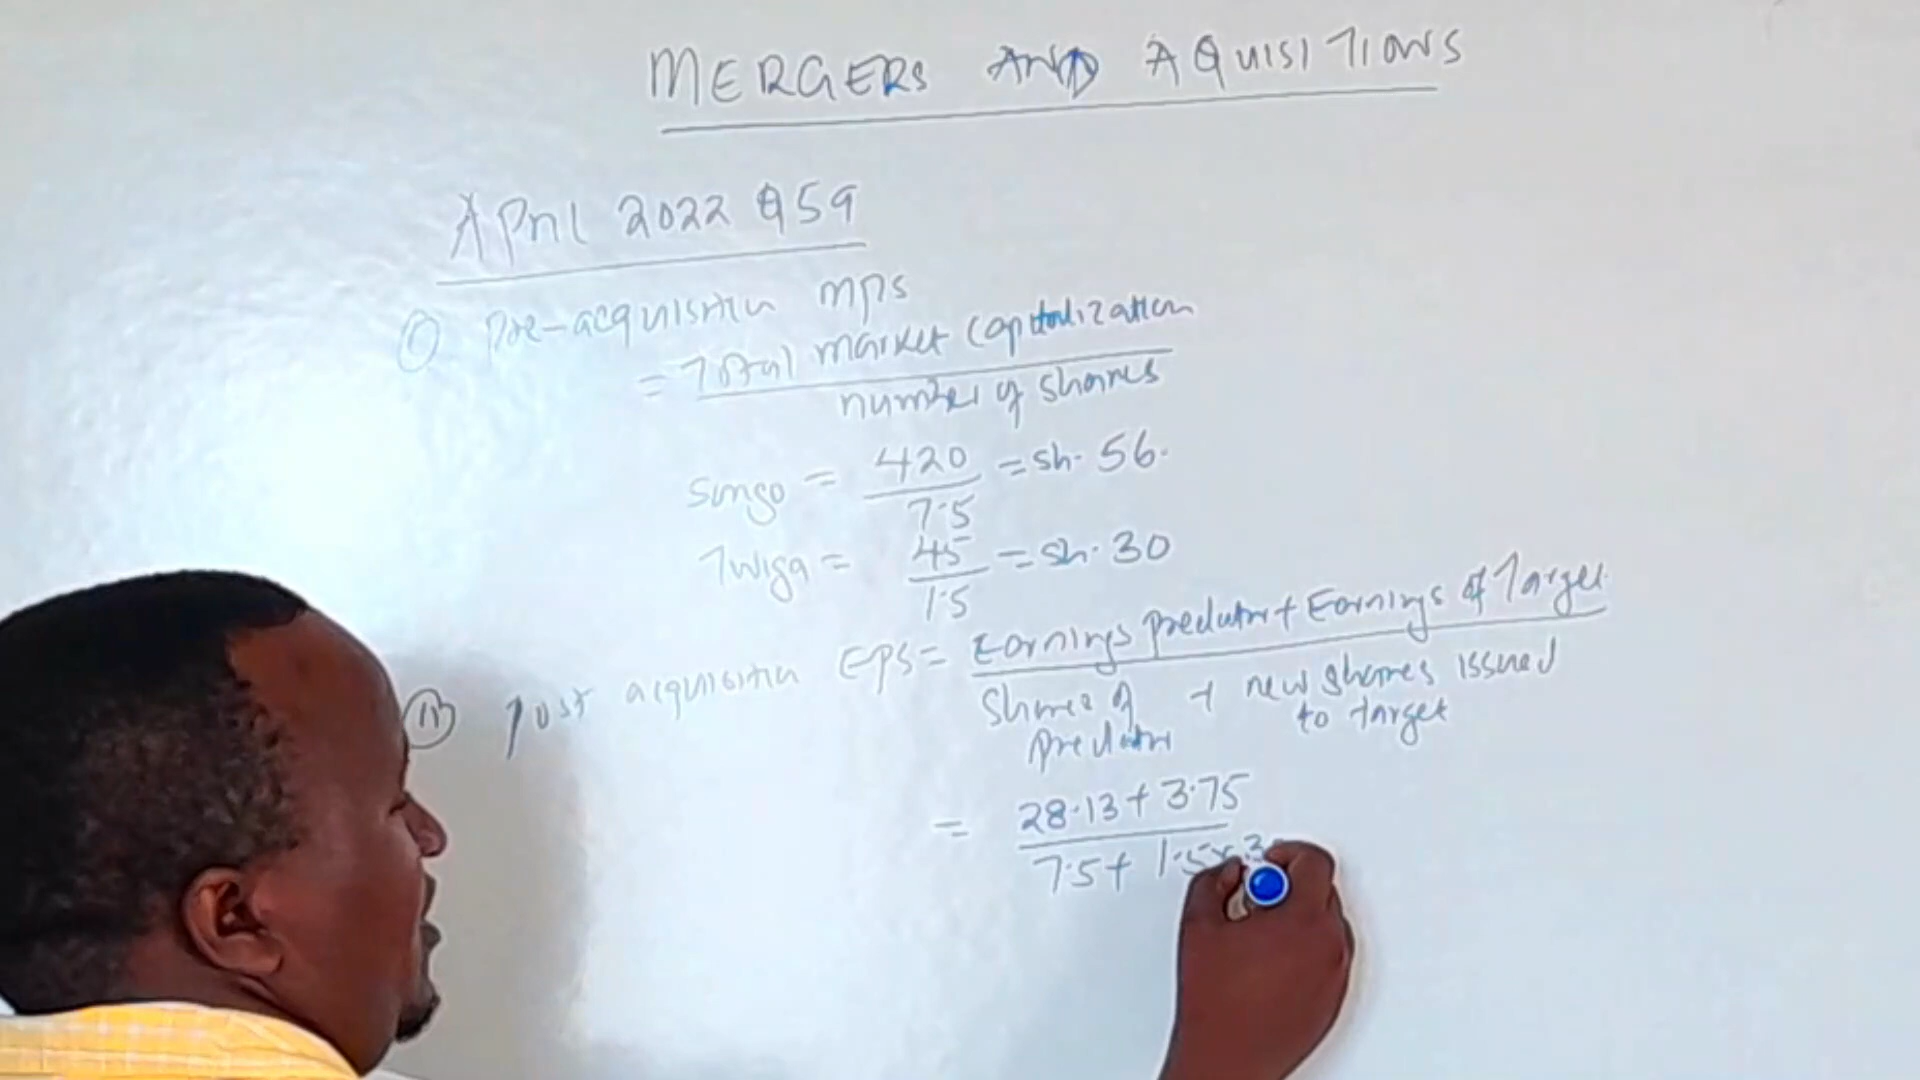 MERGERS AND AQUISITIONS
April 2022 Q5a
(i) pre-acquisition mps
= Total market capitalization
number of shares
Simba = 420 = sh. 56.
7.5
Twiga = 45 = sh. 30
1.5
(ii) post acquisition EPS = Earnings predator + Earnings of Target
Shares of + new shares issued
predator to target
= 28.13 + 3.75
7.5 + 1.5 x 3